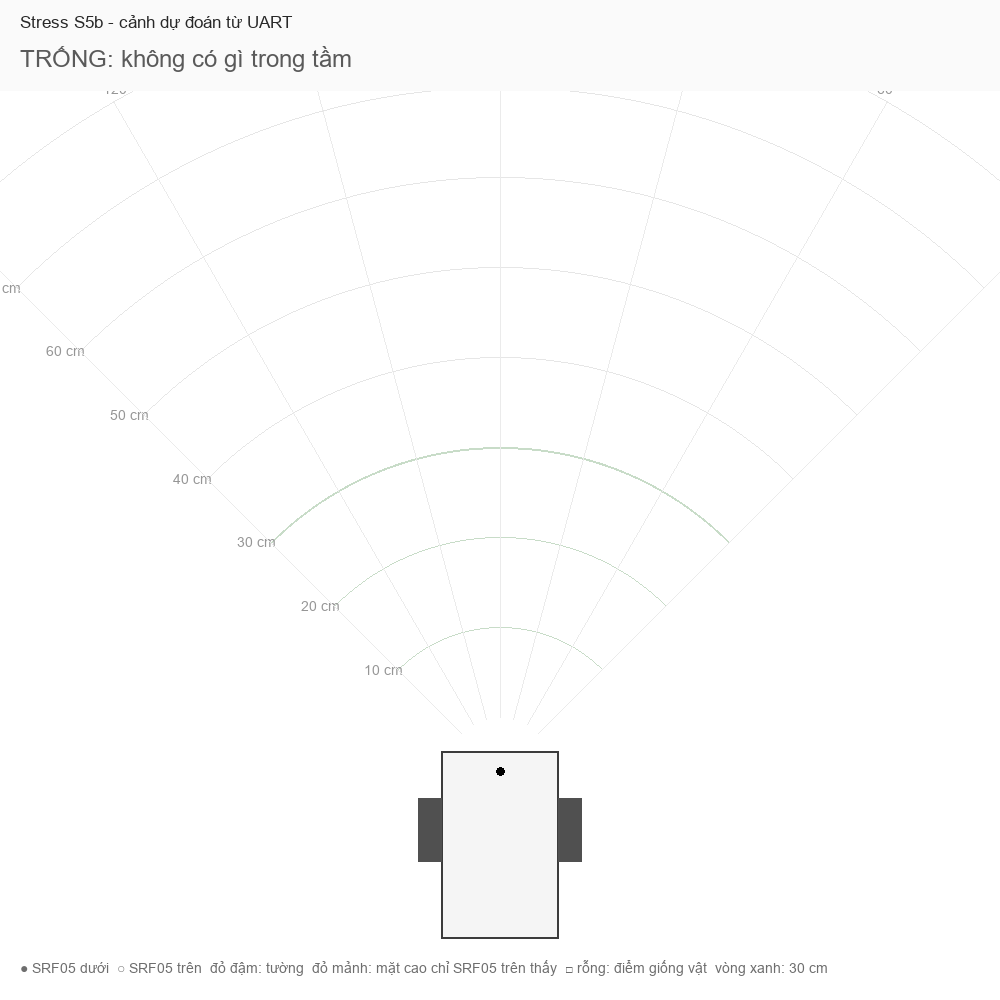 Stress S5b - cảnh dự đoán từ UART
TRỐNG: không có gì trong tầm
cm
60 cm
50 cm
40 cm
30 cm
20 cm
10 cm
● SRF05 dưới ○ SRF05 trên đỏ đậm: tường đỏ mảnh: mặt cao chỉ SRF05 trên thấy □ rỗng: điểm giống vật vòng xanh: 30 cm